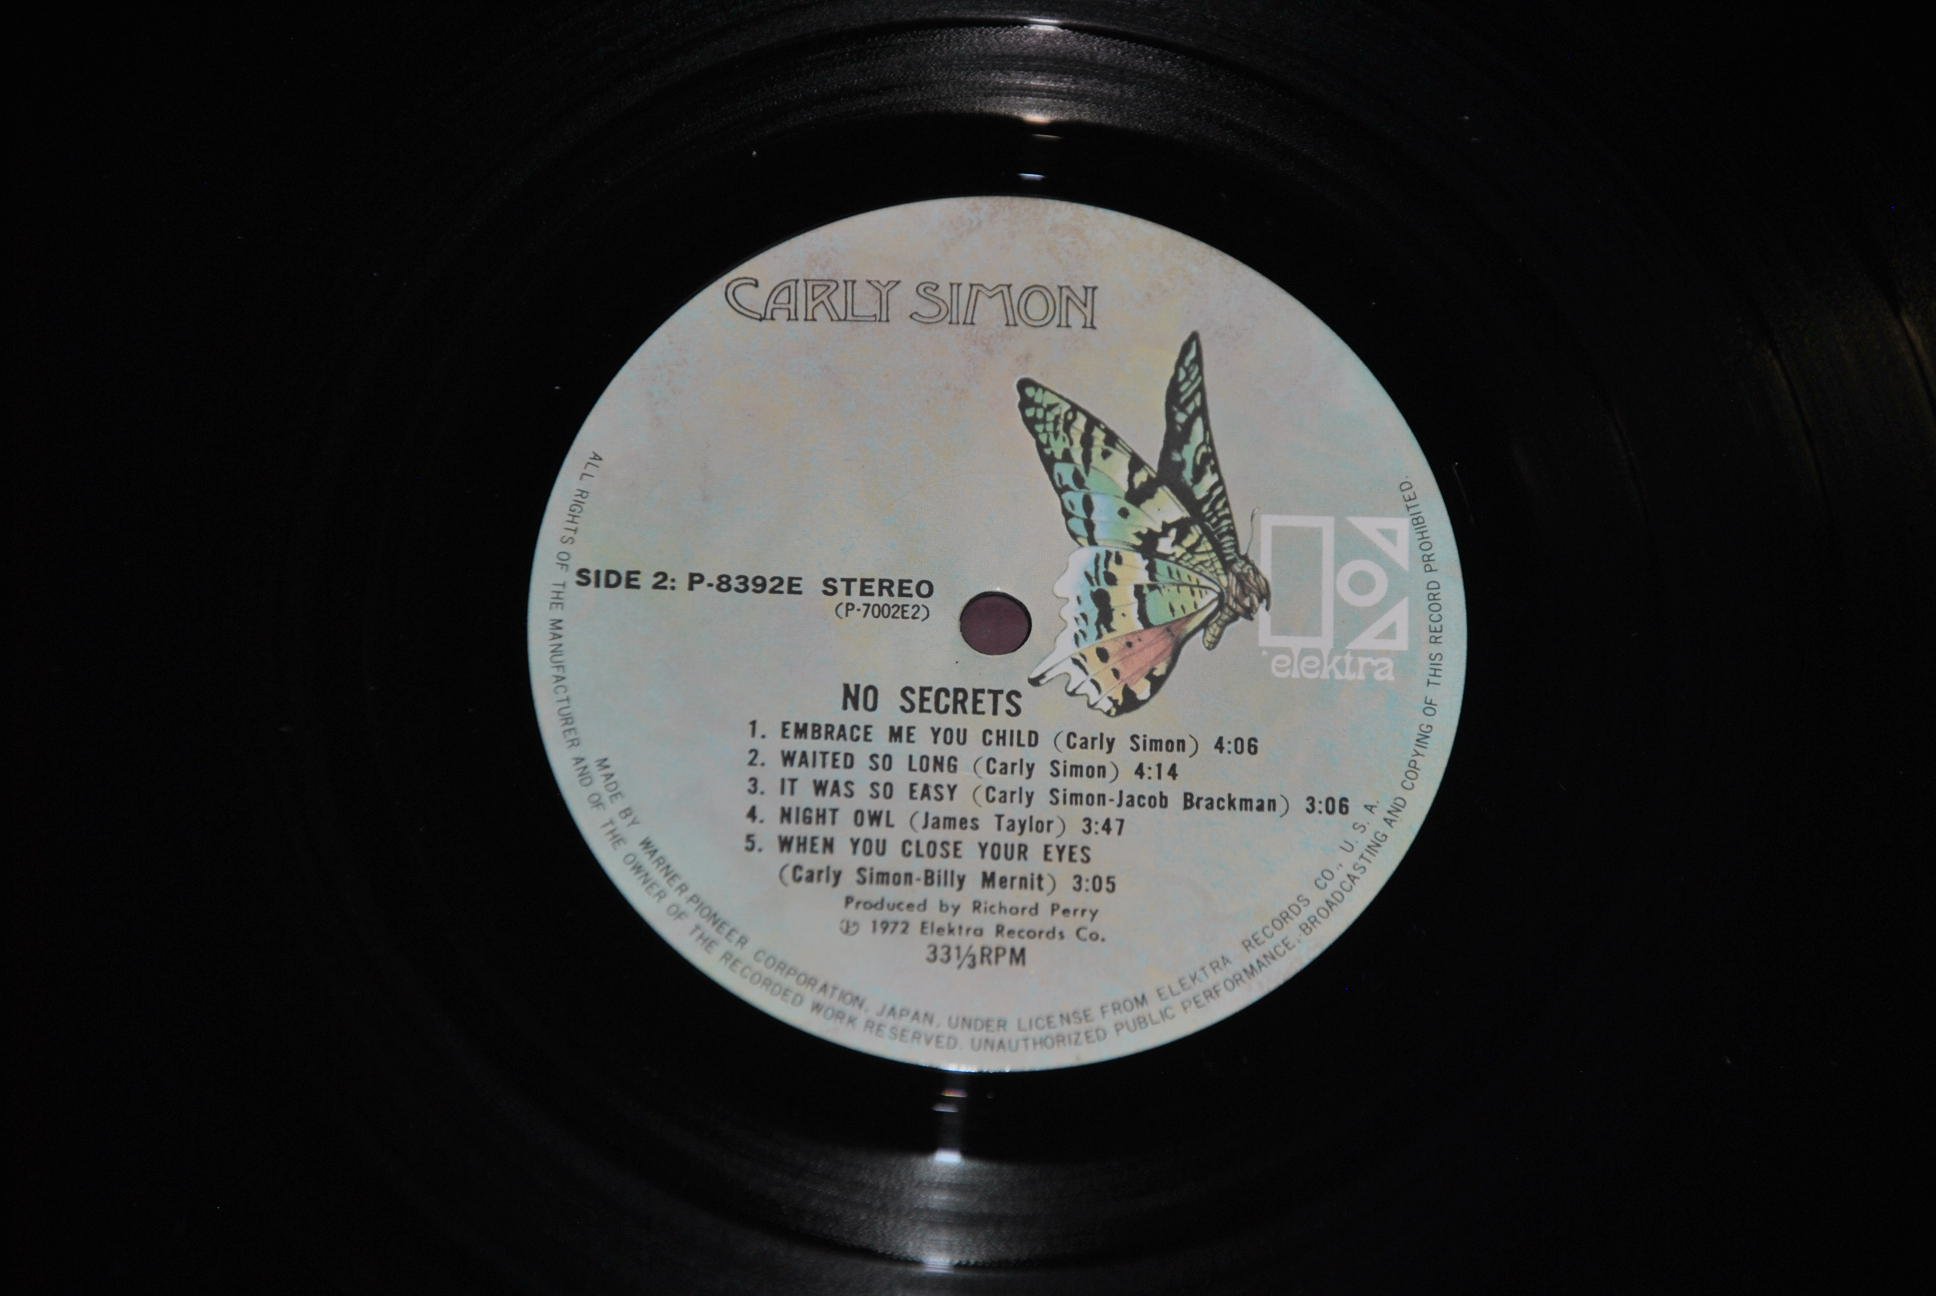 CARLY SIMON
SIDE 2: P-8392E STEREO
(P-7002E2)
elektra
NO SECRETS
1. EMBRACE ME YOU CHILD (Carly Simon) 4:06
2. WAITED SO LONG (Carly Simon) 4:14
3. IT WAS SO EASY (Carly Simon-Jacob Brackman) 3:06
4. NIGHT OWL (James Taylor) 3:47
5. WHEN YOU CLOSE YOUR EYES
(Carly Simon-Billy Mernit) 3:05
Produced by Richard Perry
℗ 1972 Elektra Records Co.
33⅓RPM
MADE BY WARNER-PIONEER CORPORATION, JAPAN, UNDER LICENSE FROM ELEKTRA RECORDS CO., U. S. A.
ALL RIGHTS OF THE MANUFACTURER AND OF THE OWNER OF THE RECORDED WORK RESERVED. UNAUTHORIZED PUBLIC PERFORMANCE, BROADCASTING AND COPYING OF THIS RECORD PROHIBITED.